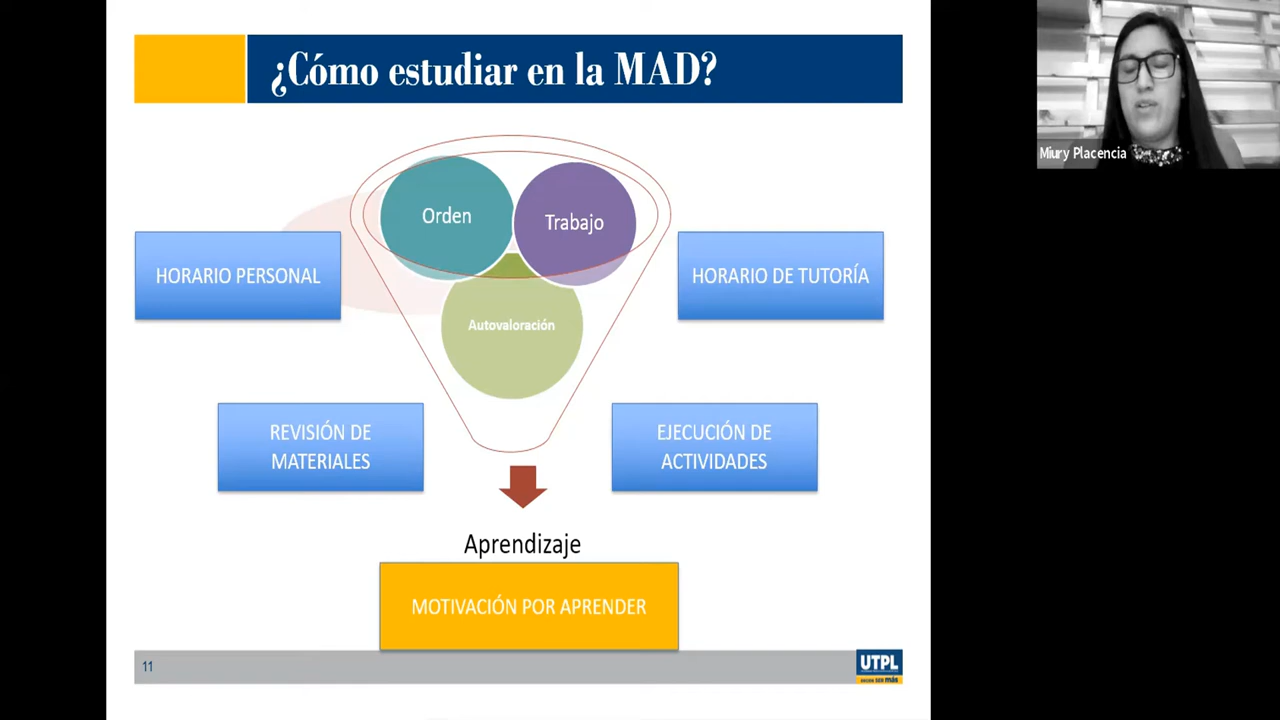 ¿Cómo estudiar en la MAD?
Miury Placencia
Orden
Trabajo
HORARIO PERSONAL
HORARIO DE TUTORÍA
Autovaloración
REVISIÓN DE
MATERIALES
EJECUCIÓN DE
ACTIVIDADES
Aprendizaje
MOTIVACIÓN POR APRENDER
11
UTPL